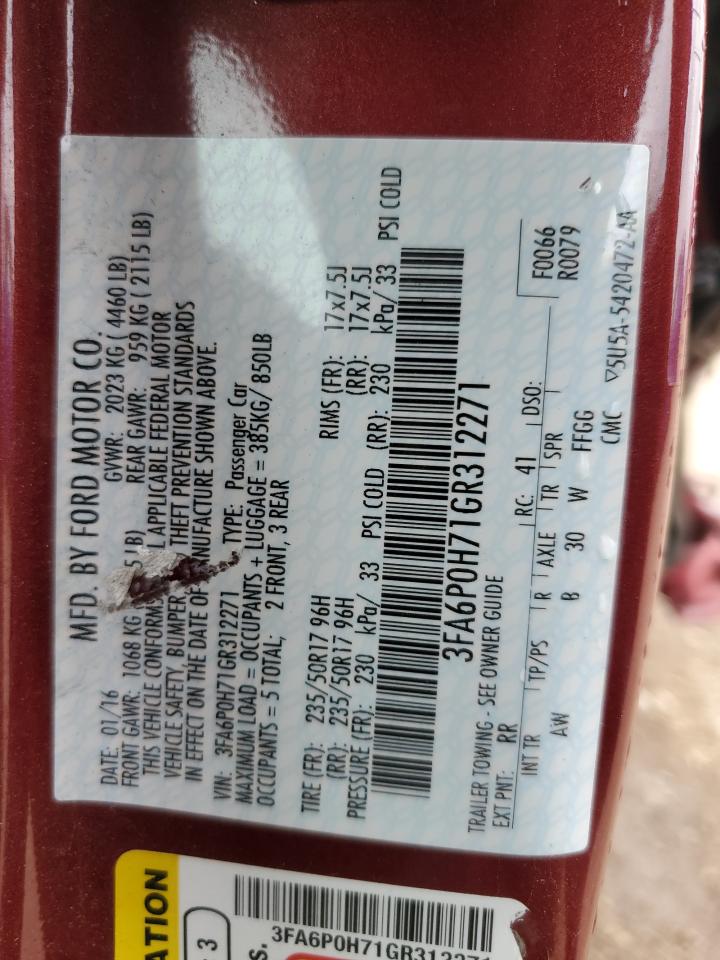 MFD. BY FORD MOTOR CO.
DATE: 01/16 GVWR: 2023 KG ( 4460 LB)
FRONT GAWR: 1068 KG 5 LB) REAR GAWR: 959 KG ( 2115 LB)
THIS VEHICLE CONFORMS APPLICABLE FEDERAL MOTOR
VEHICLE SAFETY, BUMPER THEFT PREVENTION STANDARDS
IN EFFECT ON THE DATE OF NUFACTURE SHOWN ABOVE.
VIN: 3FA6P0H71GR312271 TYPE: Passenger Car
MAXIMUM LOAD = OCCUPANTS + LUGGAGE = 385KG/ 850LB
OCCUPANTS = 5 TOTAL; 2 FRONT, 3 REAR
TIRE (FR): 235/50R17 96H RIMS (FR): 17x7.5J
(RR): 235/50R17 96H (RR): 17x7.5J
PRESSURE (FR): 230 kPa/ 33 PSI COLD (RR): 230 kPa/ 33 PSI COLD
3FA6P0H71GR312271
TRAILER TOWING - SEE OWNER GUIDE
EXT PNT: RR RC: 41 DSO: F0066
R0079
INT TR TP/PS R AXLE TR SPR
AW B 30 W FFGG
CMC ▽5U5A-5420472-AA
ATION
3
s.
3FA6P0H71GR312271